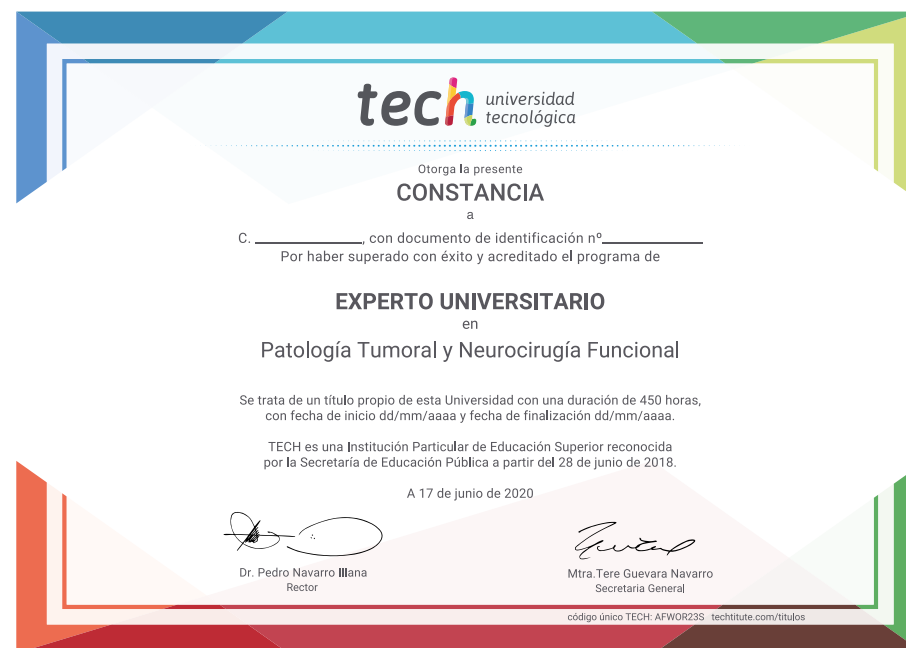 tech universidad
tecnológica
Otorga la presente
CONSTANCIA
a
C. ____________, con documento de identificación nº____________
Por haber superado con éxito y acreditado el programa de
EXPERTO UNIVERSITARIO
en
Patología Tumoral y Neurocirugía Funcional
Se trata de un título propio de esta Universidad con una duración de 450 horas,
con fecha de inicio dd/mm/aaaa y fecha de finalización dd/mm/aaaa.
TECH es una Institución Particular de Educación Superior reconocida
por la Secretaría de Educación Pública a partir del 28 de junio de 2018.
A 17 de junio de 2020
Dr. Pedro Navarro Illana
Rector
Mtra.Tere Guevara Navarro
Secretaria General
código único TECH: AFWOR23S techtitute.com/titulos